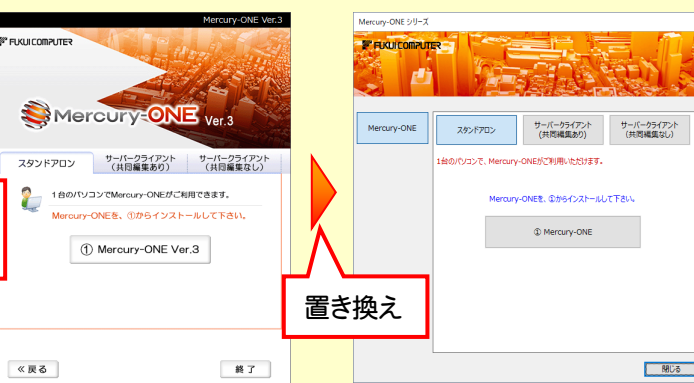 Mercury-ONE Ver.3
FUKUI COMPUTER
Mercury-ONE Ver.3
スタンドアロン
サーバークライアント
(共同編集あり)
サーバークライアント
(共同編集なし)
1台のパソコンでMercury-ONEがご利用できます。
Mercury-ONEを、①からインストールして下さい。
① Mercury-ONE Ver.3
≪戻る
終了
置き換え
Mercury-ONE シリーズ
FUKUI COMPUTER
Mercury-ONE
スタンドアロン
サーバークライアント
(共同編集あり)
サーバークライアント
(共同編集なし)
1台のパソコンで、Mercury-ONEがご利用いただけます。
Mercury-ONEを、①からインストールして下さい。
① Mercury-ONE
閉じる